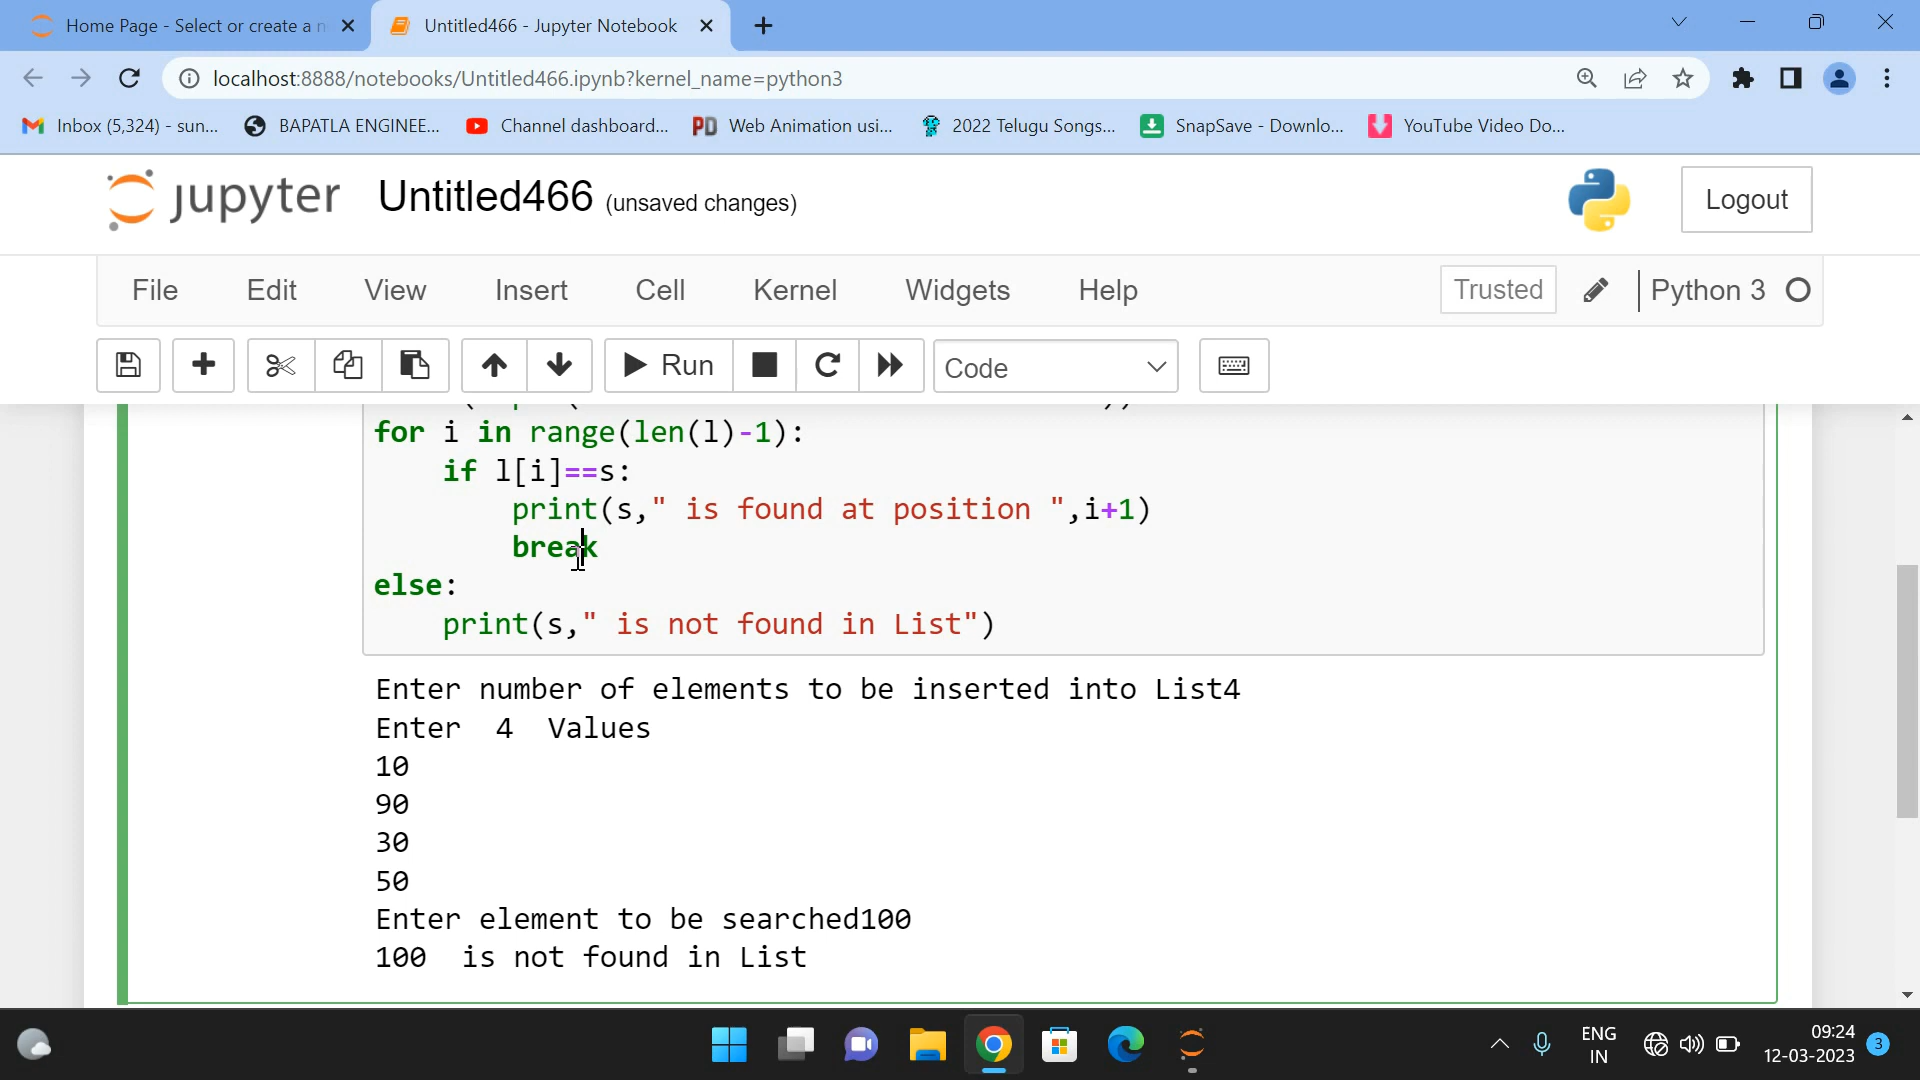 Home Page - Select or create a n
Untitled466 - Jupyter Notebook
localhost:8888/notebooks/Untitled466.ipynb?kernel_name=python3
Inbox (5,324) - sun...
BAPATLA ENGINEE...
Channel dashboard...
PD Web Animation usi...
2022 Telugu Songs...
SnapSave - Downlo...
YouTube Video Do...
jupyter Untitled466 (unsaved changes)
Logout
File Edit View Insert Cell Kernel Widgets Help
Trusted
Python 3
Run
Code
for i in range(len(l)-1):
    if l[i]==s:
        print(s," is found at position ",i+1)
        break
else:
    print(s," is not found in List")
Enter number of elements to be inserted into List4
Enter  4  Values
10
90
30
50
Enter element to be searched100
100  is not found in List
ENG
IN
09:24
12-03-2023
3